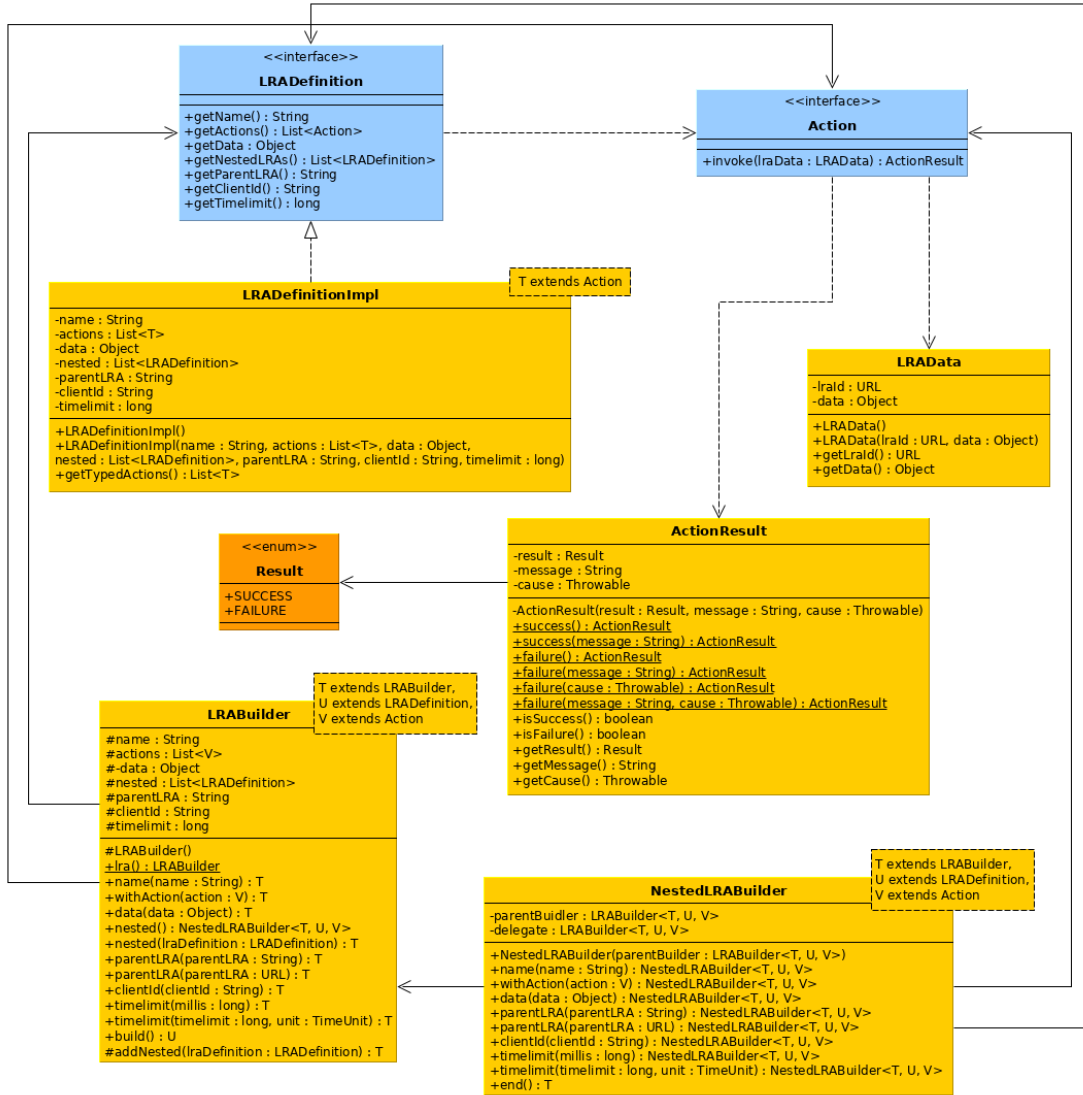 <<interface>>
LRADefinition
+getName() : String
+getActions() : List<Action>
+getData : Object
+getNestedLRAs() : List<LRADefinition>
+getParentLRA() : String
+getClientId() : String
+getTimelimit() : long
<<interface>>
Action
+invoke(lraData : LRAData) : ActionResult
T extends Action
LRADefinitionImpl
-name : String
-actions : List<T>
-data : Object
-nested : List<LRADefinition>
-parentLRA : String
-clientId : String
-timelimit : long
+LRADefinitionImpl()
+LRADefinitionImpl(name : String, actions : List<T>, data : Object,
nested : List<LRADefinition>, parentLRA : String, clientId : String, timelimit : long)
+getTypedActions() : List<T>
LRAData
-lraId : URL
-data : Object
+LRAData()
+LRAData(lraId : URL, data : Object)
+getLraId() : URL
+getData() : Object
<<enum>>
Result
+SUCCESS
+FAILURE
ActionResult
-result : Result
-message : String
-cause : Throwable
-ActionResult(result : Result, message : String, cause : Throwable)
+success() : ActionResult
+success(message : String) : ActionResult
+failure() : ActionResult
+failure(message : String) : ActionResult
+failure(cause : Throwable) : ActionResult
+failure(message : String, cause : Throwable) : ActionResult
+isSuccess() : boolean
+isFailure() : boolean
+getResult() : Result
+getMessage() : String
+getCause() : Throwable
T extends LRABuilder,
U extends LRADefinition,
V extends Action
LRABuilder
#name : String
#actions : List<V>
#-data : Object
#nested : List<LRADefinition>
#parentLRA : String
#clientId : String
#timelimit : long
#LRABuilder()
+lra() : LRABuilder
+name(name : String) : T
+withAction(action : V) : T
+data(data : Object) : T
+nested() : NestedLRABuilder<T, U, V>
+nested(lraDefinition : LRADefinition) : T
+parentLRA(parentLRA : String) : T
+parentLRA(parentLRA : URL) : T
+clientId(clientId : String) : T
+timelimit(millis : long) : T
+timelimit(timelimit : long, unit : TimeUnit) : T
+build() : U
#addNested(lraDefinition : LRADefinition) : T
T extends LRABuilder,
U extends LRADefinition,
V extends Action
NestedLRABuilder
-parentBuidler : LRABuilder<T, U, V>
-delegate : LRABuilder<T, U, V>
+NestedLRABuilder(parentBuilder : LRABuilder<T, U, V>)
+name(name : String) : NestedLRABuilder<T, U, V>
+withAction(action : V) : NestedLRABuilder<T, U, V>
+data(data : Object) : NestedLRABuilder<T, U, V>
+parentLRA(parentLRA : String) : NestedLRABuilder<T, U, V>
+parentLRA(parentLRA : URL) : NestedLRABuilder<T, U, V>
+clientId(clientId : String) : NestedLRABuilder<T, U, V>
+timelimit(millis : long) : NestedLRABuilder<T, U, V>
+timelimit(timelimit : long, unit : TimeUnit) : NestedLRABuilder<T, U, V>
+end() : T